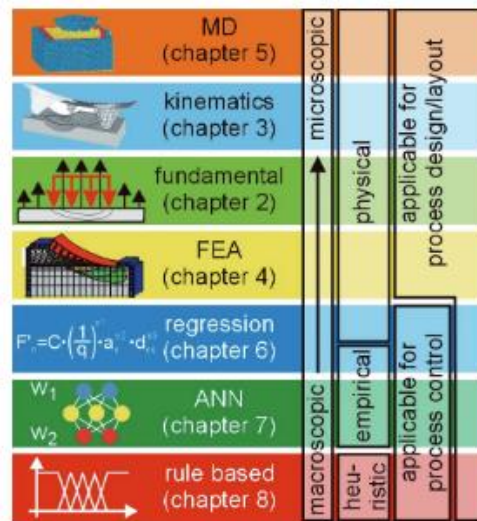 MD
(chapter 5)
kinematics
(chapter 3)
fundamental
(chapter 2)
FEA
(chapter 4)
regression
(chapter 6)
W₁
ANN
(chapter 7)
W₂
rule based
(chapter 8)
microscopic
macroscopic
physical
empirical
heu-
ristic
applicable for
process design/layout
applicable for
process control